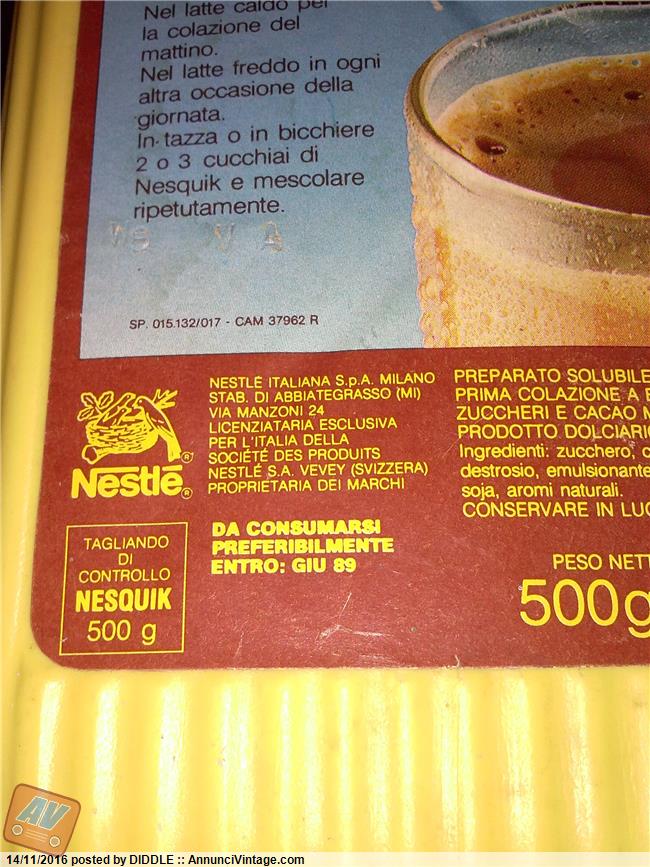 Nel latte caldo per
la colazione del
mattino.
Nel latte freddo in ogni
altra occasione della
giornata.
In tazza o in bicchiere
2 o 3 cucchiai di
Nesquik e mescolare
ripetutamente.
SP. 015.132/017 - CAM 37962 R
Nestlé®
NESTLÉ ITALIANA S.p.A. MILANO
STAB. DI ABBIATEGRASSO (MI)
VIA MANZONI 24
LICENZIATARIA ESCLUSIVA
PER L'ITALIA DELLA
SOCIÉTÉ DES PRODUITS
NESTLÉ S.A. VEVEY (SVIZZERA)
PROPRIETARIA DEI MARCHI
DA CONSUMARSI
PREFERIBILMENTE
ENTRO: GIU 89
TAGLIANDO
DI
CONTROLLO
NESQUIK
500 g
PREPARATO SOLUBILE
PRIMA COLAZIONE A
ZUCCHERI E CACAO
PRODOTTO DOLCIARI
Ingredienti: zucchero,
destrosio, emulsionante
soja, aromi naturali.
CONSERVARE IN
PESO NETT
500g
AV
14/11/2016 posted by DIDDLE :: AnnunciVintage.com